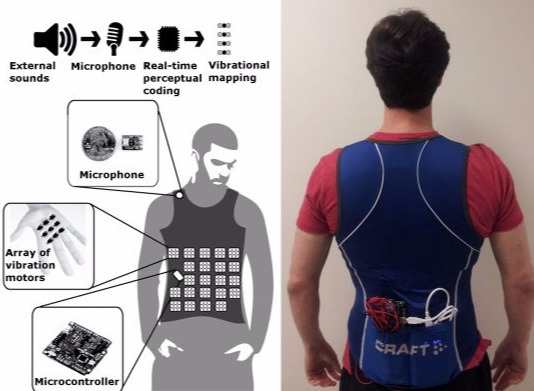 External
sounds
Microphone
Real-time
perceptual
coding
Vibrational
mapping
Microphone
Array of
vibration
motors
Microcontroller
CRAFT